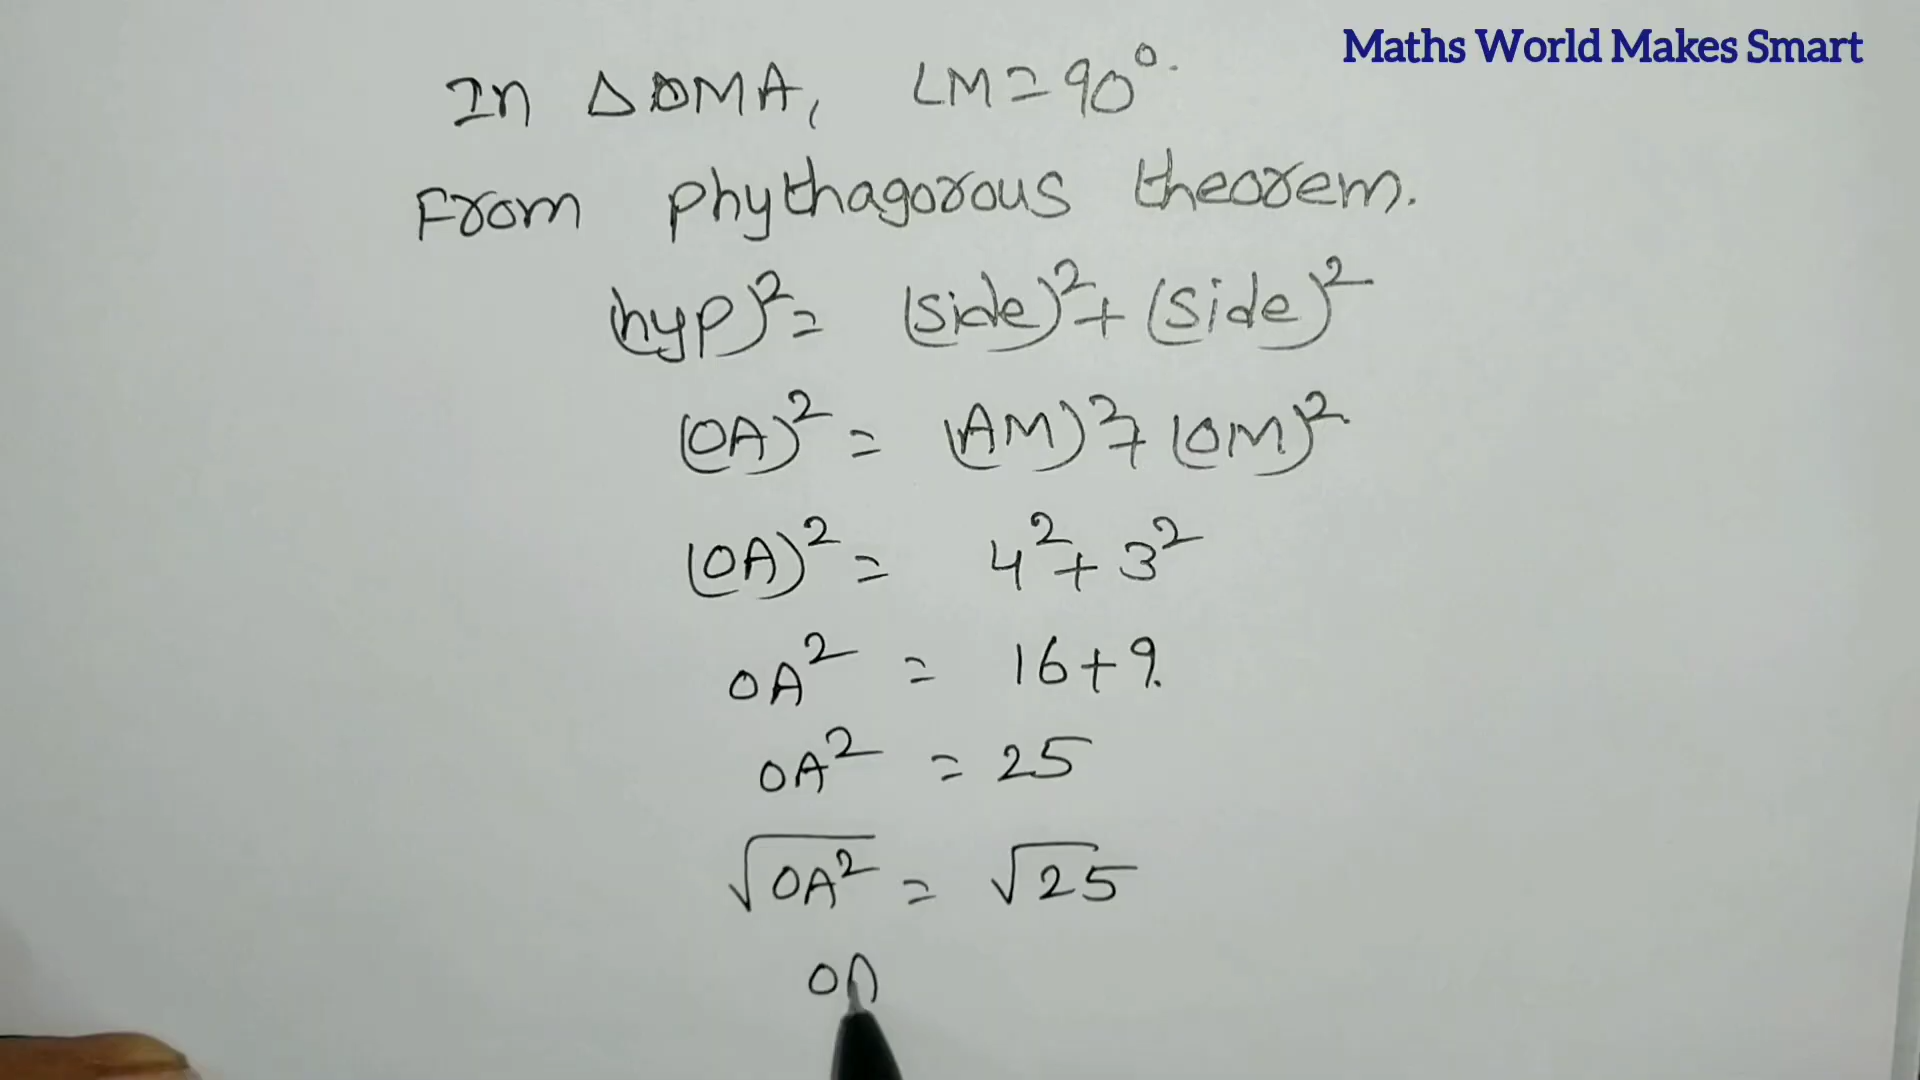 Maths World Makes Smart
In △OMA, ∠M = 90°.
From phythagorous theorem.
(hyp)² = (side)² + (side)²
(OA)² = (AM)² + (OM)².
(OA)² = 4² + 3²
OA² = 16 + 9.
OA² = 25
√OA² = √25
OA